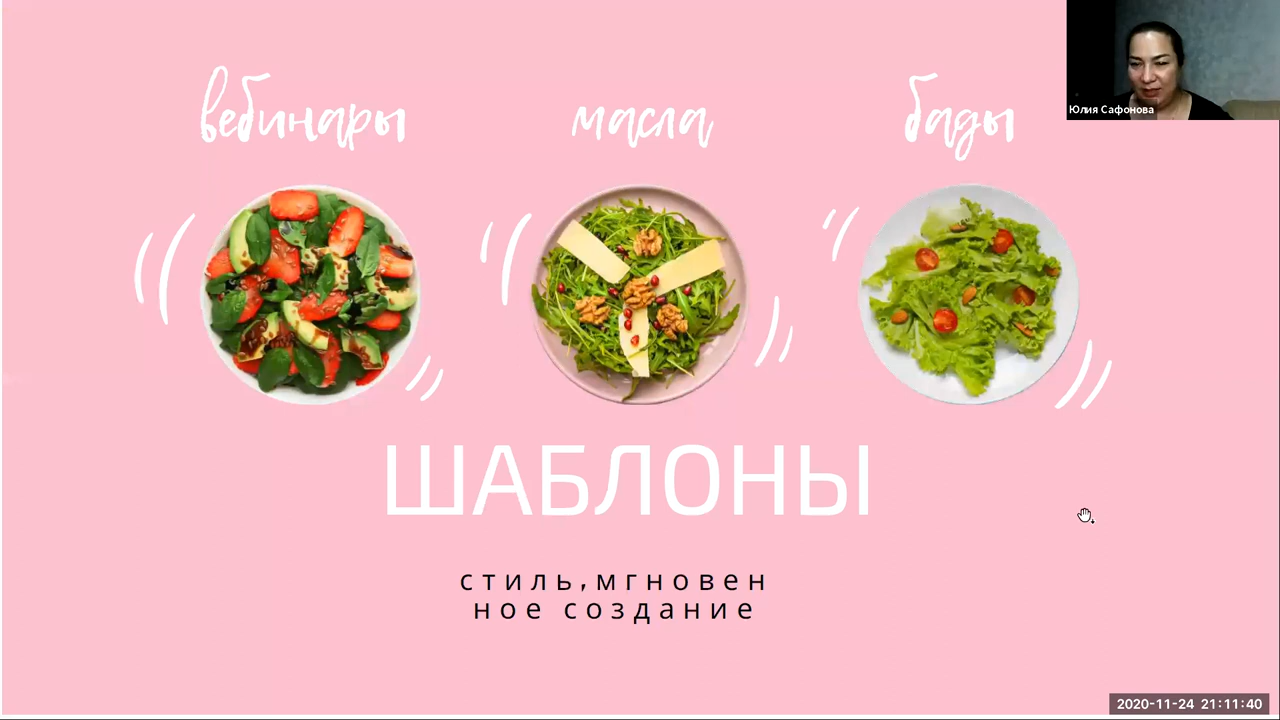 вебинары
масла
бады
Юлия Сафонова
ШАБЛОНЫ
стиль,мгновен
ное создание
2020-11-24 21:11:40